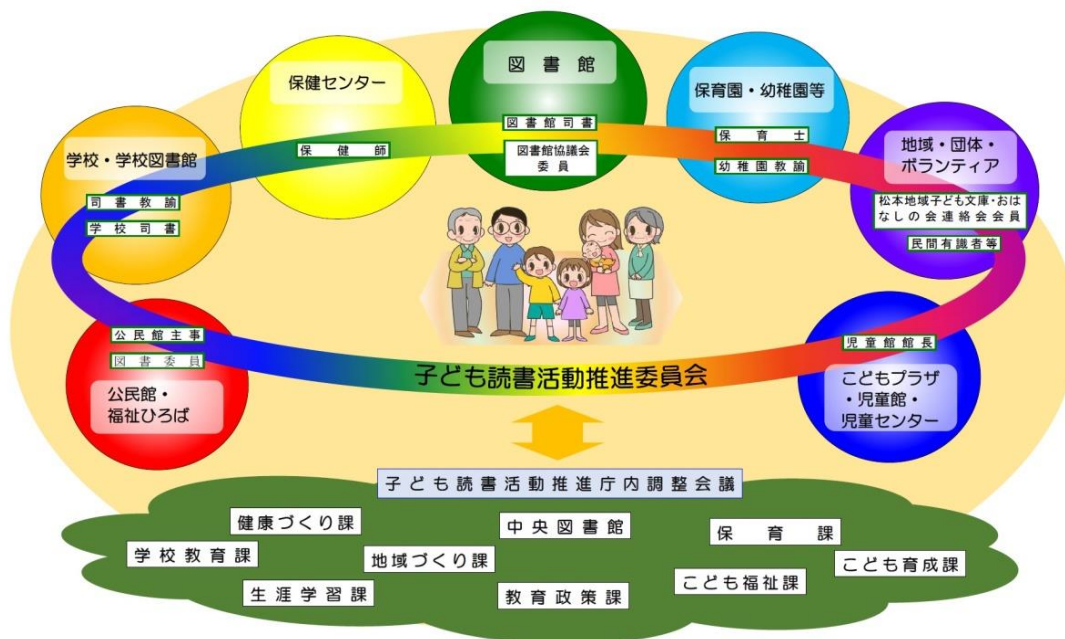 図書館
図書館司書
図書館協議会
委員
保健センター
保健師
保育園・幼稚園等
保育士
幼稚園教諭
学校・学校図書館
司書教諭
学校司書
地域・団体・
ボランティア
松本地域子ども文庫・おは
なしの会連絡会会員
民間有識者等
公民館主事
図書委員
公民館・
福祉ひろば
児童館館長
こどもプラザ
・児童館・
児童センター
子ども読書活動推進委員会
子ども読書活動推進庁内調整会議
健康づくり課
中央図書館
保育課
学校教育課
地域づくり課
こども育成課
生涯学習課
教育政策課
こども福祉課